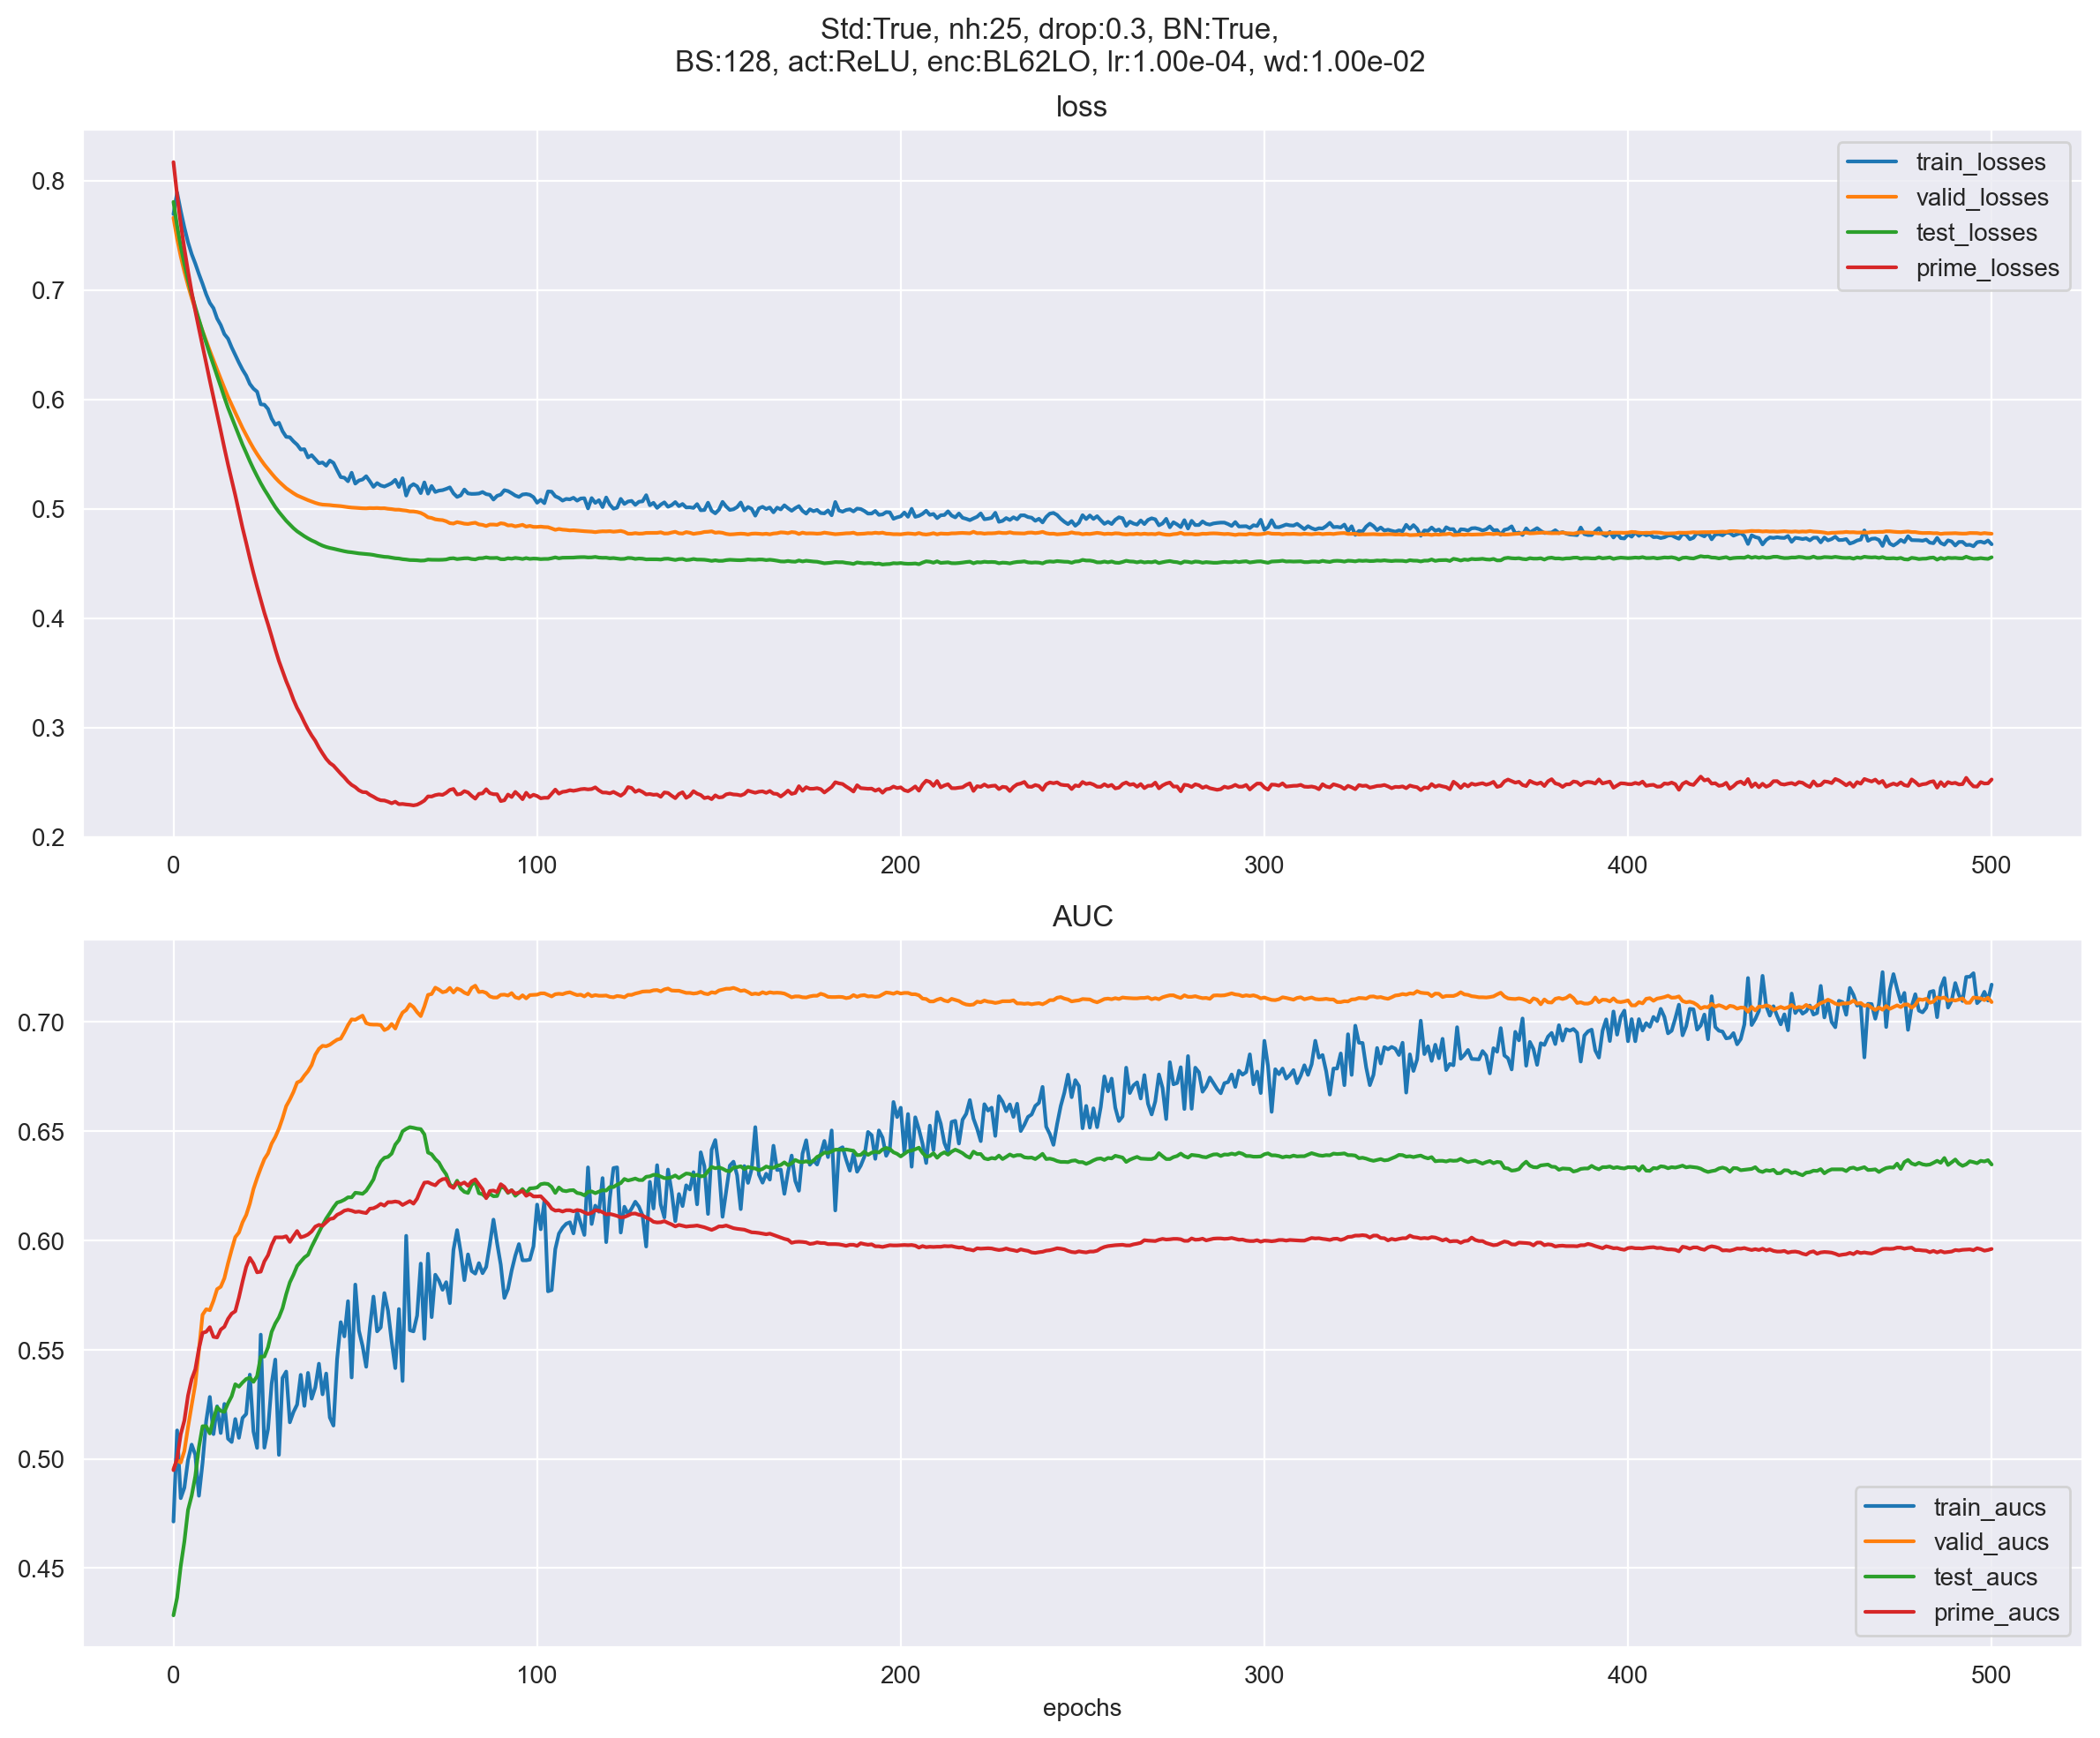 Std:True, nh:25, drop:0.3, BN:True,
BS:128, act:ReLU, enc:BL62LO, lr:1.00e-04, wd:1.00e-02
loss
0.8
0.7
0.6
0.5
0.4
0.3
0.2
train_losses
valid_losses
test_losses
prime_losses
0 100 200 300 400 500
AUC
0.70
0.65
0.60
0.55
0.50
0.45
train_aucs
valid_aucs
test_aucs
prime_aucs
0 100 200 300 400 500
epochs